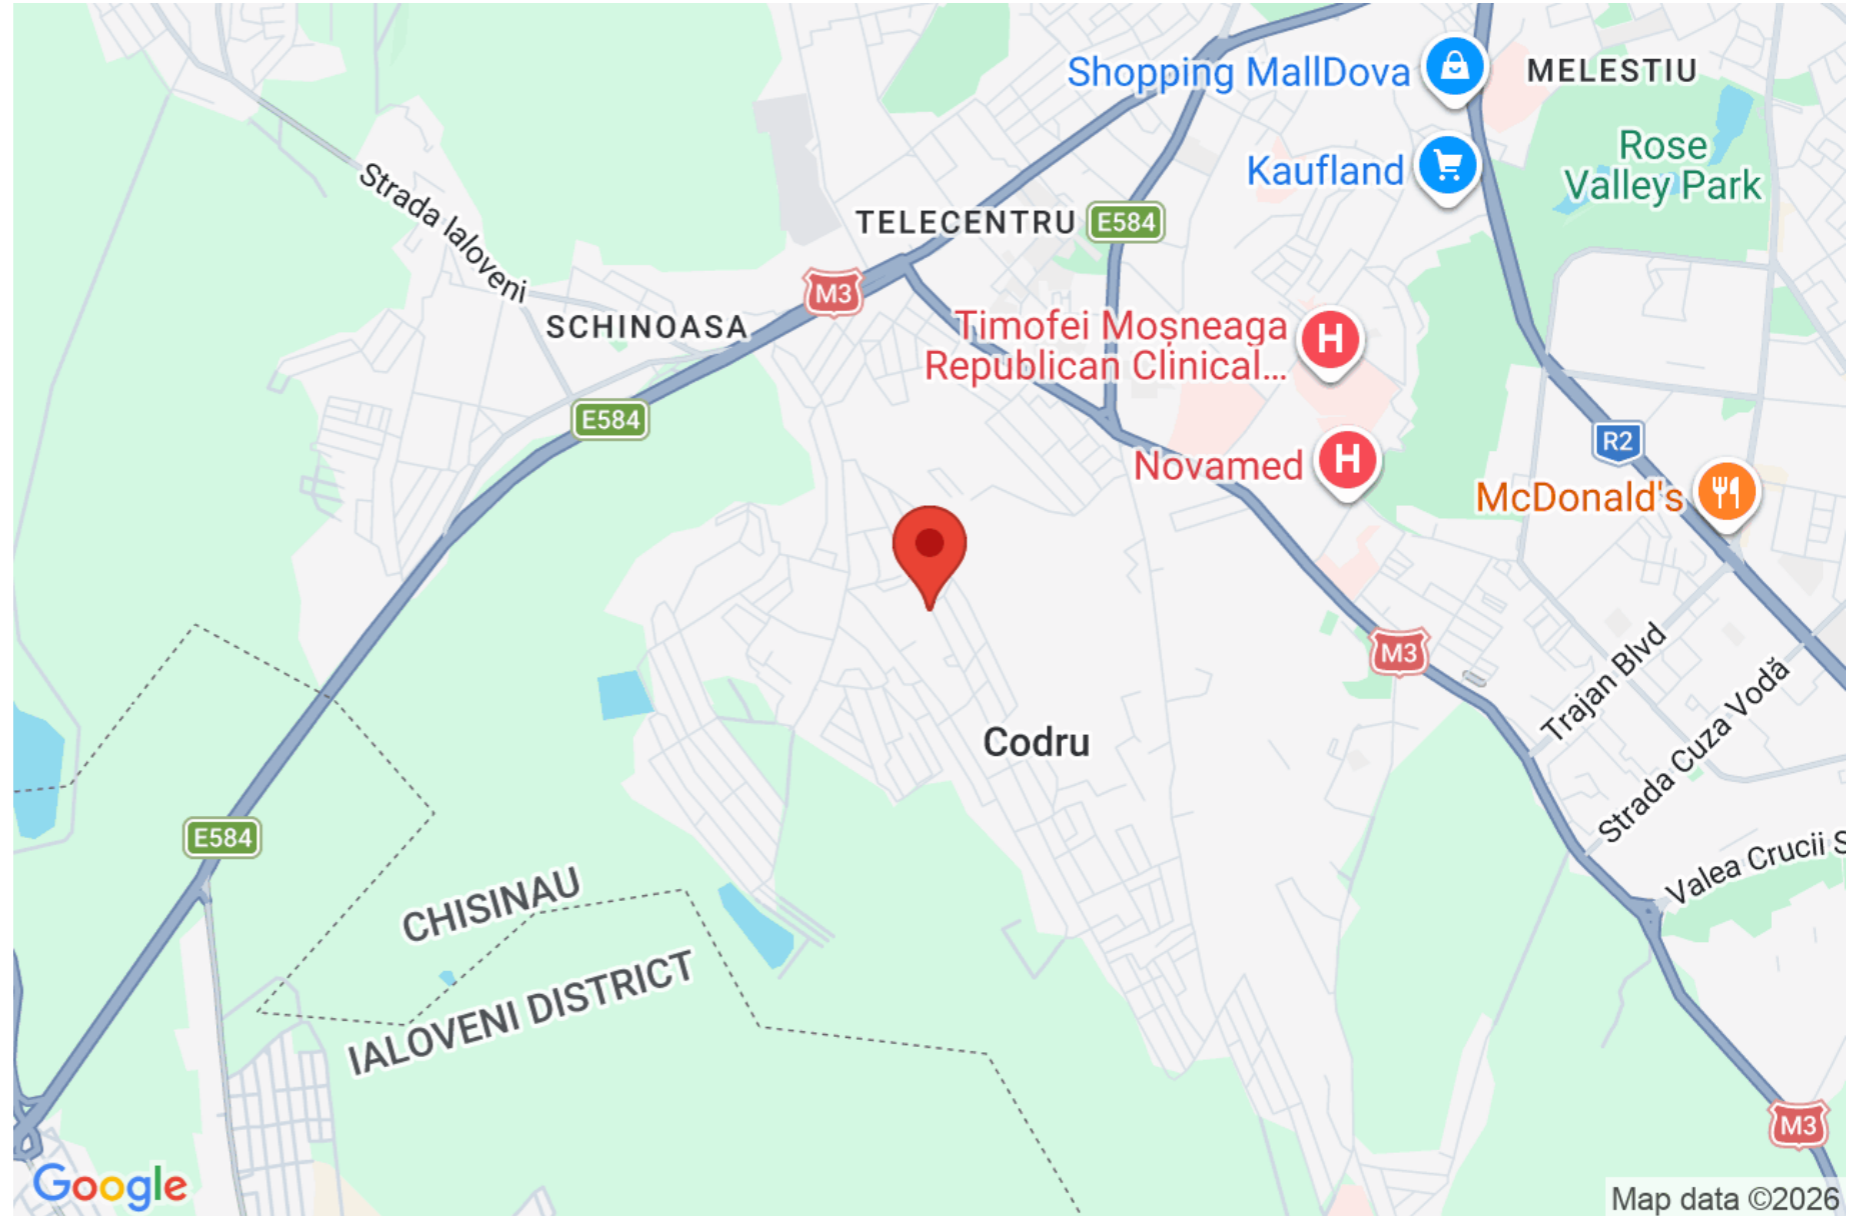 Shopping MallDova
MELESTIU
Rose
Valley Park
Kaufland
Strada Ialoveni
TELECENTRU
E584
M3
SCHINOASA
Timofei Moșneaga
Republican Clinical...
H
E584
R2
Novamed
H
McDonald's
M3
Trajan Blvd
Strada Cuza Vodă
Codru
E584
Valea Crucii S
CHISINAU
IALOVENI DISTRICT
M3
Google
Map data ©2026